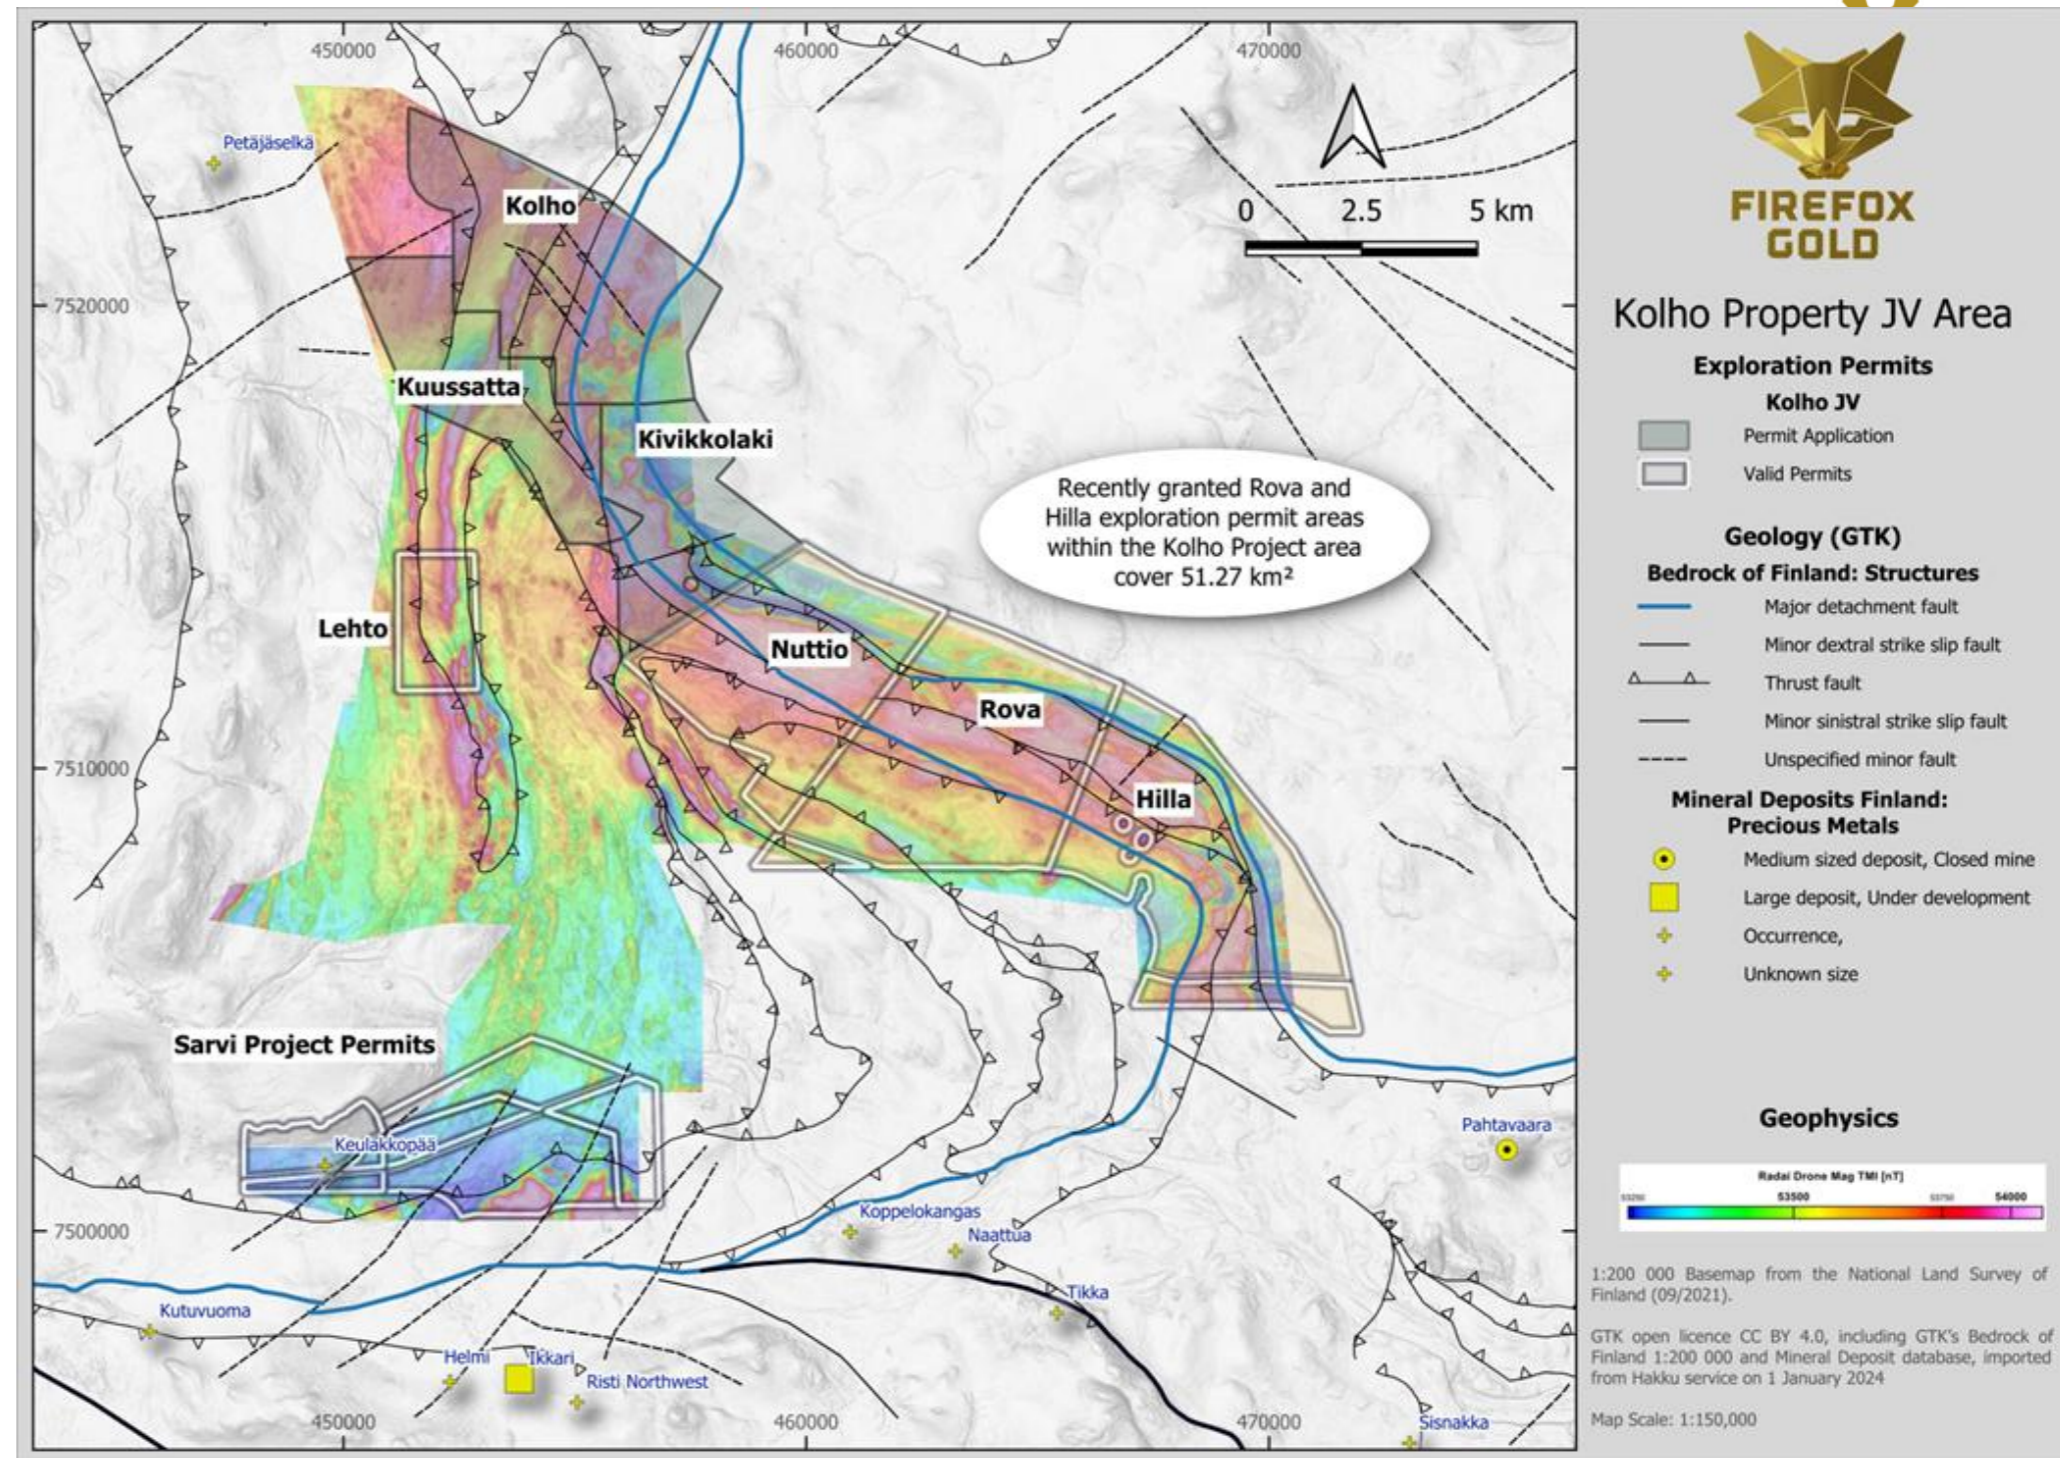 450000
460000
470000
7520000
7510000
7500000
450000
460000
470000
Petäjäselkä
Kolho
0 2.5 5 km
Kuussatta
Kivikkolaki
Recently granted Rova and
Hilla exploration permit areas
within the Kolho Project area
cover 51.27 km²
Lehto
Nuttio
Rova
Hilla
Sarvi Project Permits
Keulakkopää
Pahtavaara
Koppelokangas
Naattua
Tikka
Kutuvuoma
Helmi
Ikkari
Risti Northwest
Sisnakka
FIREFOX
GOLD
Kolho Property JV Area
Exploration Permits
Kolho JV
Permit Application
Valid Permits
Geology (GTK)
Bedrock of Finland: Structures
Major detachment fault
Minor dextral strike slip fault
Thrust fault
Minor sinistral strike slip fault
Unspecified minor fault
Mineral Deposits Finland:
Precious Metals
Medium sized deposit, Closed mine
Large deposit, Under development
Occurrence,
Unknown size
Geophysics
Radai Drone Mag TMI [nT]
53250 53500 53750 54000
1:200 000 Basemap from the National Land Survey of
Finland (09/2021).
GTK open licence CC BY 4.0, including GTK's Bedrock of
Finland 1:200 000 and Mineral Deposit database, imported
from Hakku service on 1 January 2024
Map Scale: 1:150,000